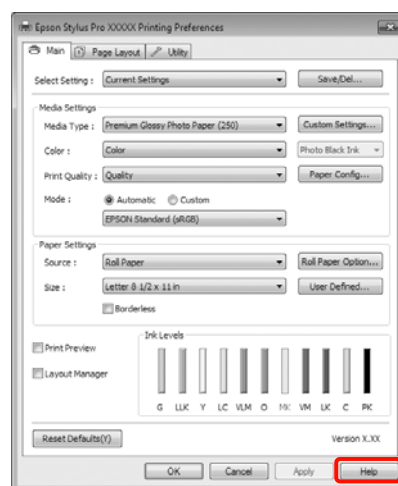 Epson Stylus Pro XXXXX Printing Preferences
Main Page Layout Utility
Select Setting : Current Settings Save/Del...
Media Settings
Media Type : Premium Glossy Photo Paper (250) Custom Settings...
Color : Color Photo Black Ink
Print Quality : Quality Paper Config...
Mode : Automatic Custom
EPSON Standard (sRGB)
Paper Settings
Source : Roll Paper Roll Paper Option...
Size : Letter 8 1/2 x 11 in User Defined...
Borderless
Ink Levels
Print Preview
Layout Manager
G LLK Y LC VLM O MK VM LK C PK
Reset Defaults(Y) Version X.XX
OK Cancel Apply Help